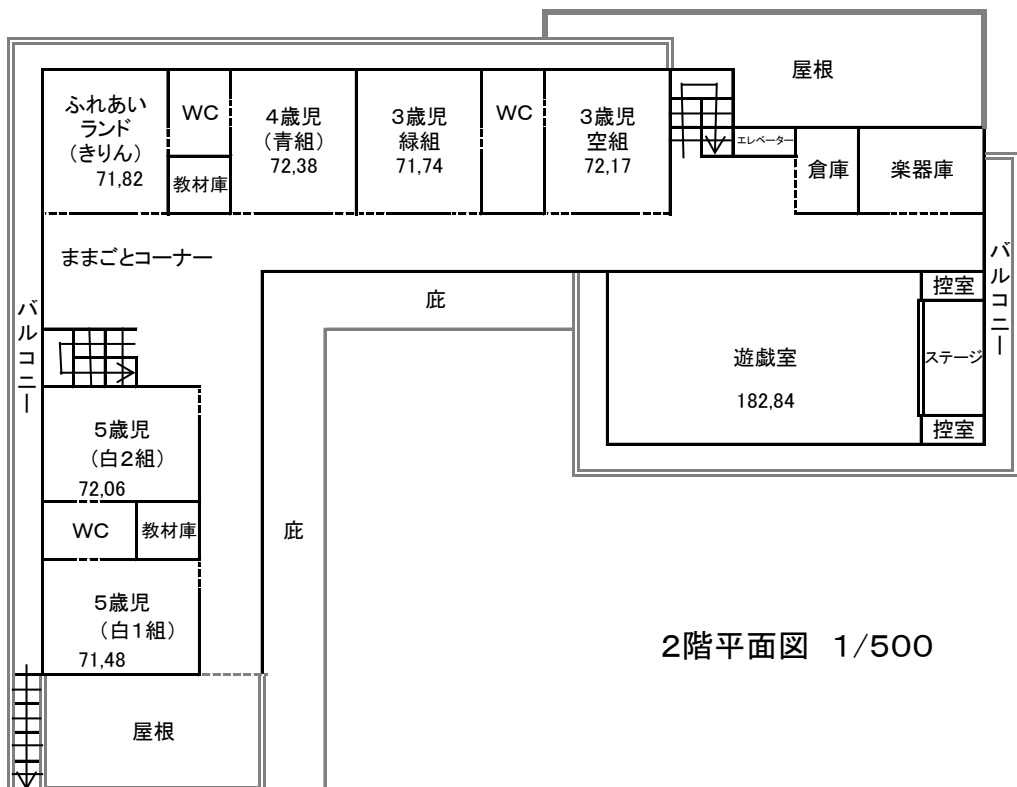 屋根
ふれあい
ランド
(きりん)
71,82
WC
教材庫
4歳児
(青組)
72,38
3歳児
緑組
71,74
WC
3歳児
空組
72,17
エレベーター
倉庫
楽器庫
ままごとコーナー
バルコニー
庇
控室
バルコニー
遊戯室
182,84
ステージ
控室
5歳児
(白2組)
72,06
WC
教材庫
庇
5歳児
(白1組)
71,48
2階平面図 1/500
屋根